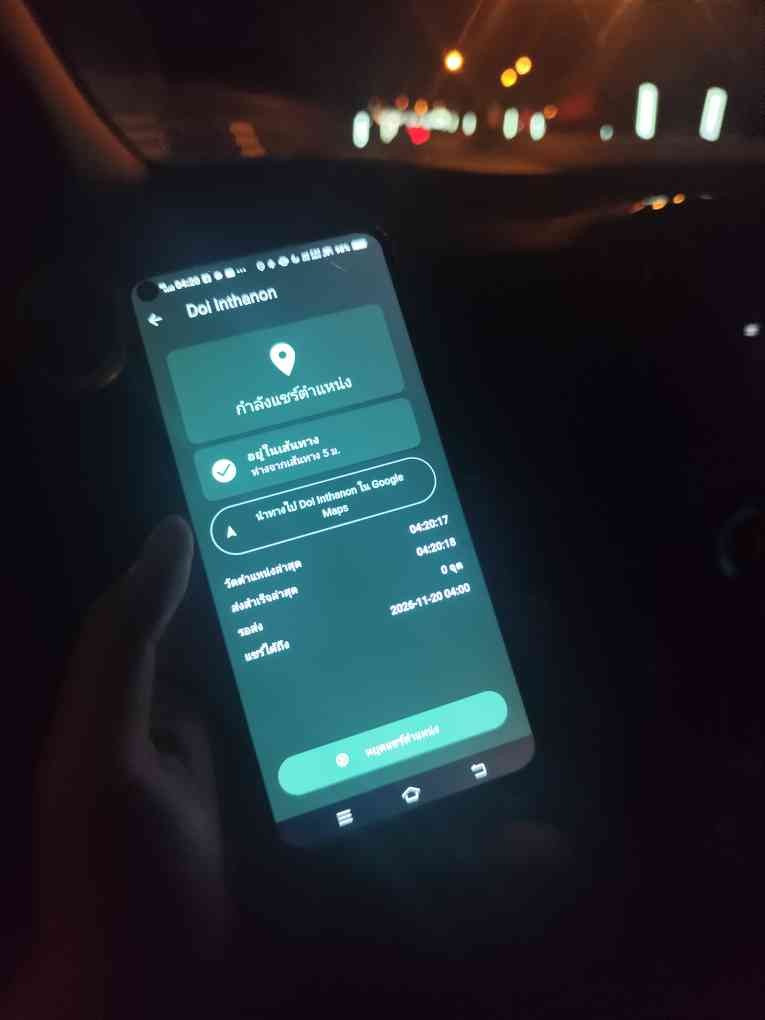 04:20
98%
Doi Inthanon
กำลังแชร์ตำแหน่ง
อยู่ในเส้นทาง
ห่างจากเส้นทาง 5 ม.
นำทางไป Doi Inthanon ใน Google
Maps
วัดตำแหน่งล่าสุด 04:20:17
ส่งสำเร็จล่าสุด 04:20:18
รอส่ง 0 จุด
แชร์ได้ถึง 2026-11-20 04:00
หยุดแชร์ตำแหน่ง